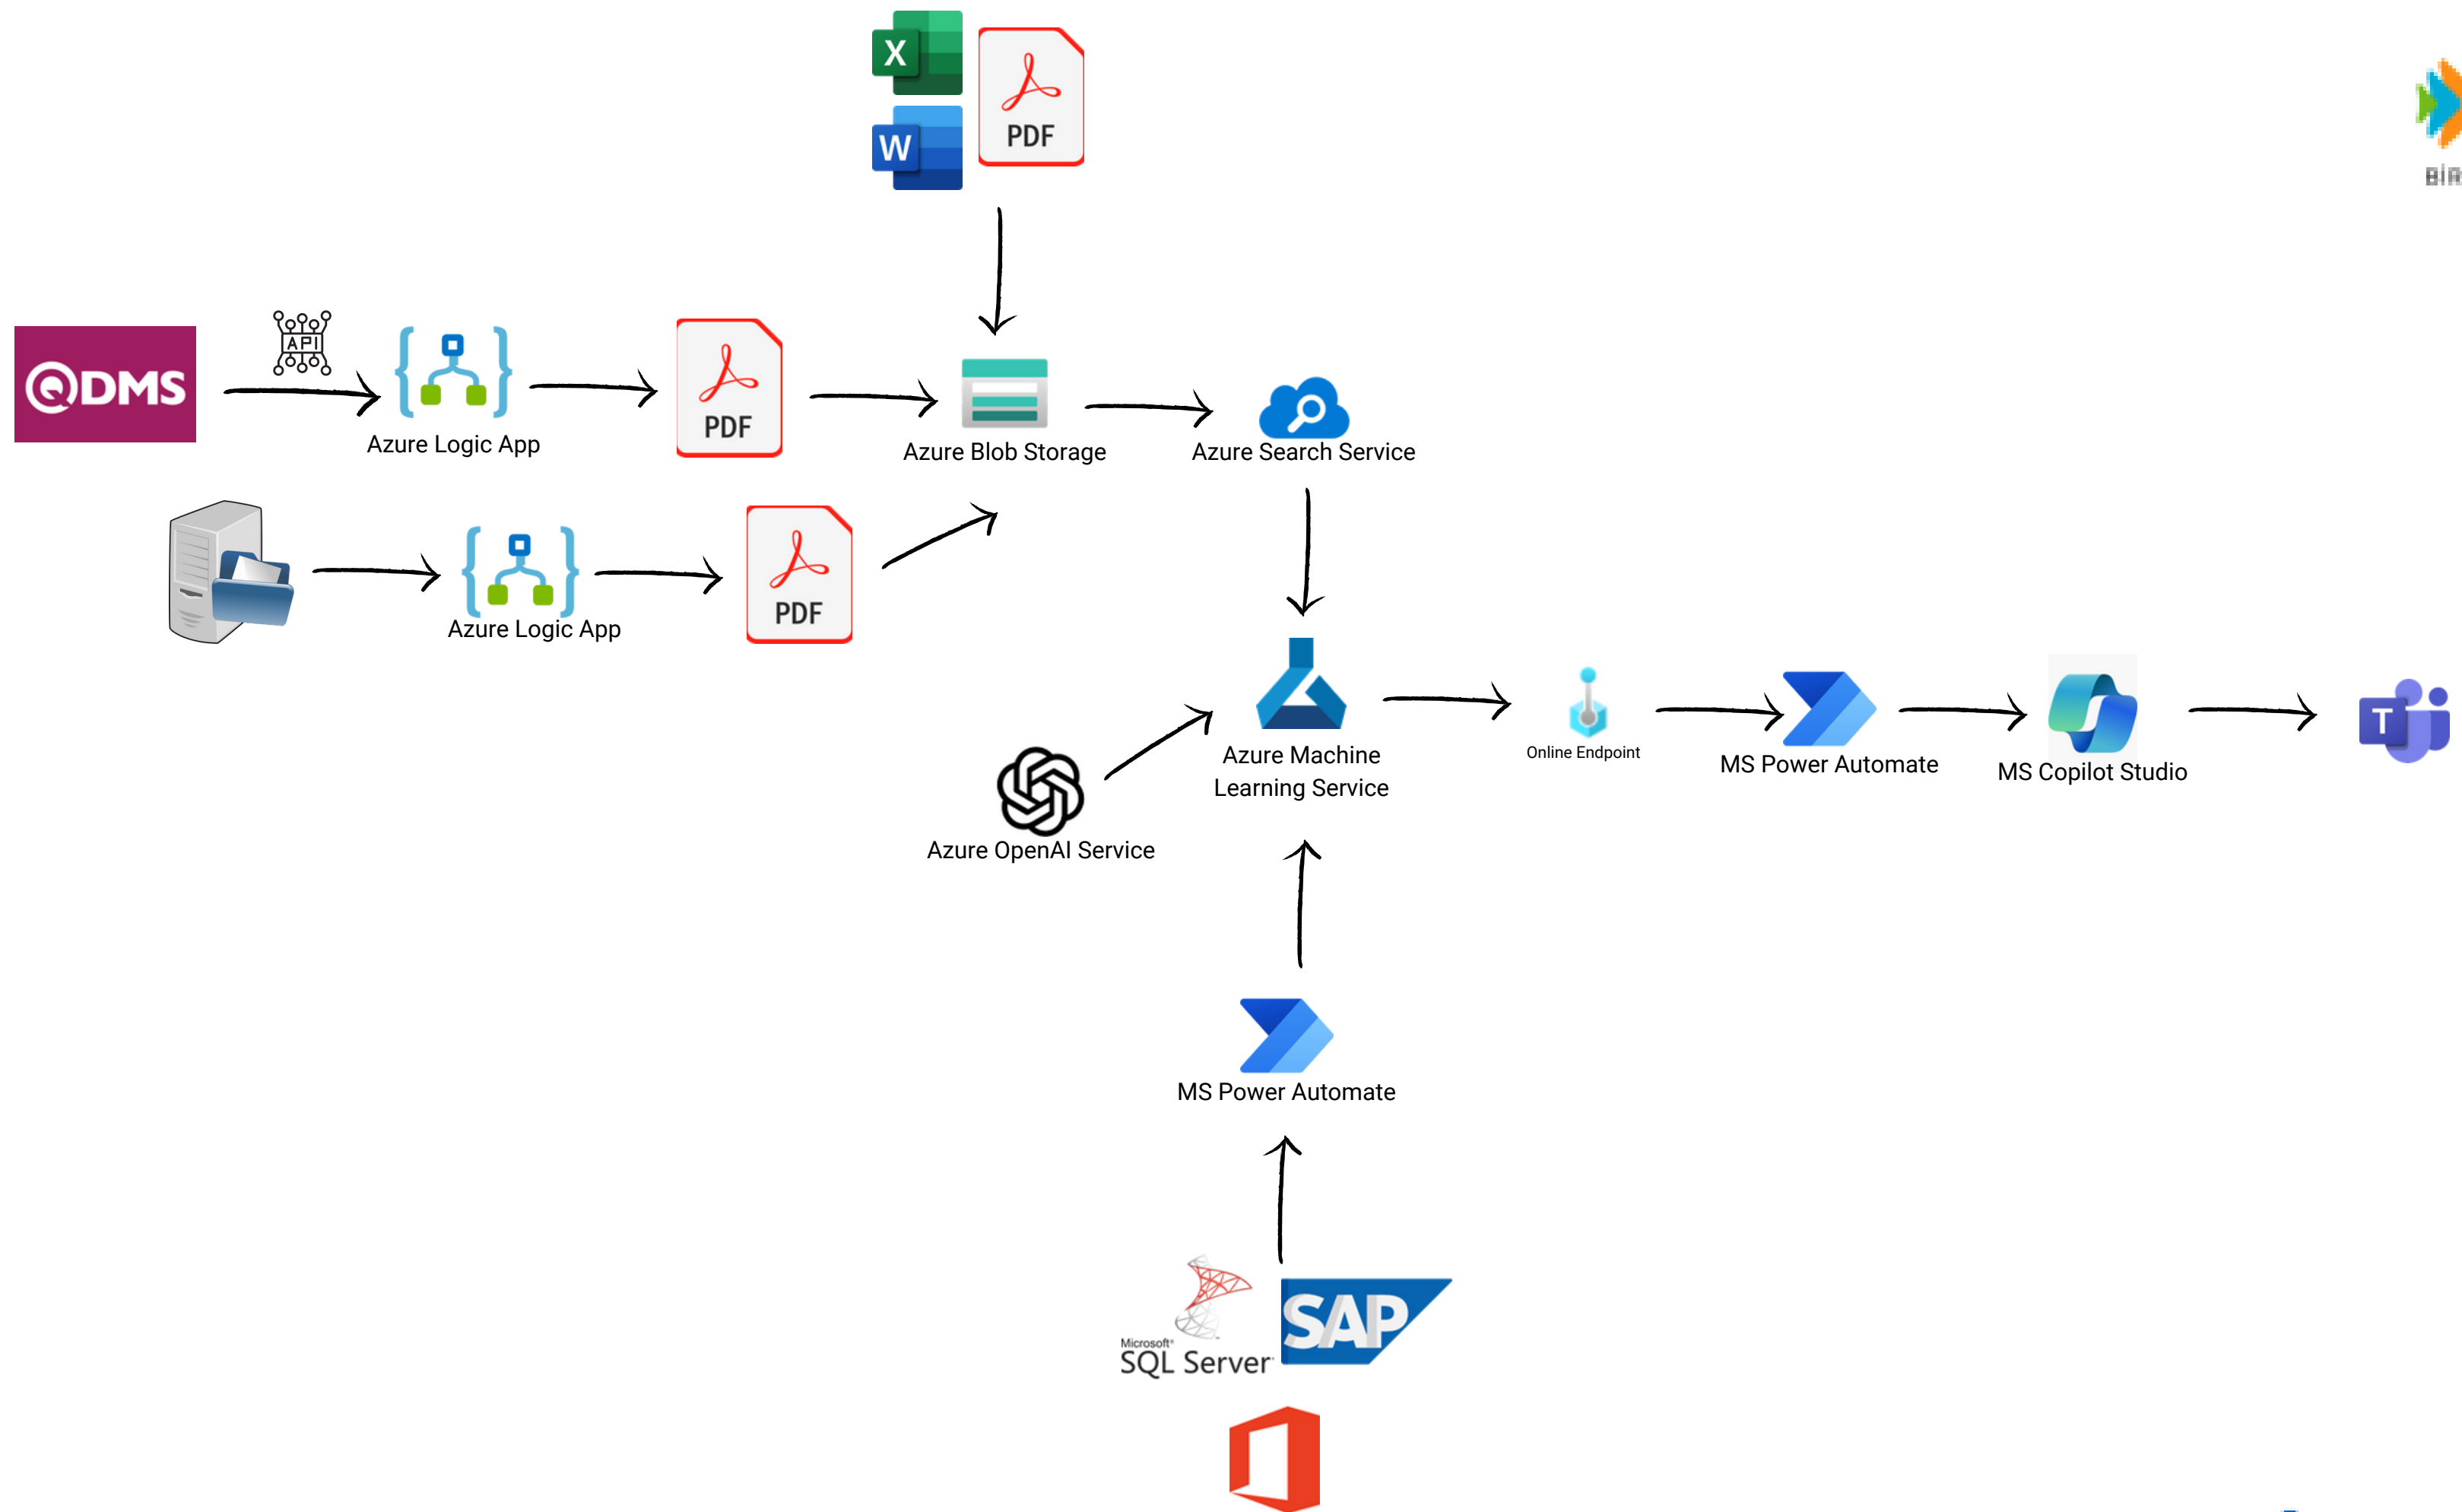 X
W
PDF
API
QDMS
Azure Logic App
PDF
Azure Blob Storage
Azure Search Service
Azure Logic App
PDF
Azure Machine
Learning Service
Online Endpoint
MS Power Automate
MS Copilot Studio
T
Azure OpenAI Service
MS Power Automate
Microsoft®
SQL Server
SAP